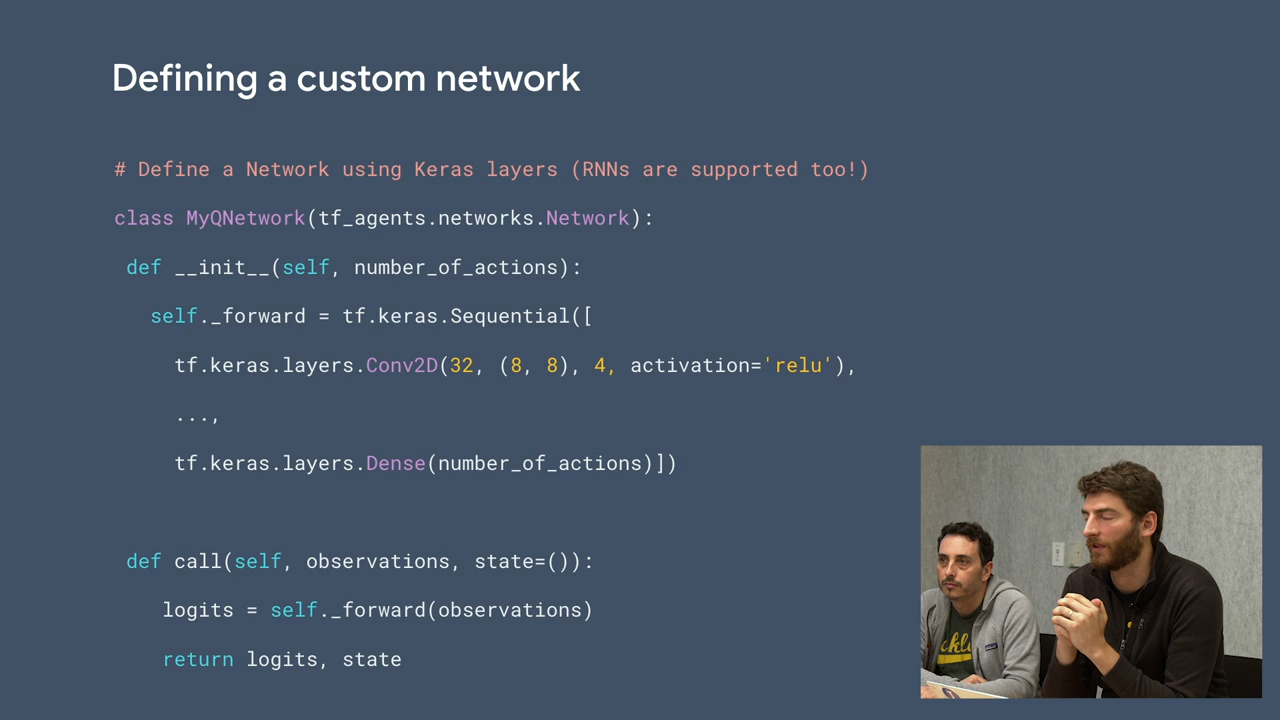 Defining a custom network
# Define a Network using Keras layers (RNNs are supported too!)
class MyQNetwork(tf_agents.networks.Network):
def __init__(self, number_of_actions):
self._forward = tf.keras.Sequential([
tf.keras.layers.Conv2D(32, (8, 8), 4, activation='relu'),
...,
tf.keras.layers.Dense(number_of_actions)])
def call(self, observations, state=()):
logits = self._forward(observations)
return logits, state